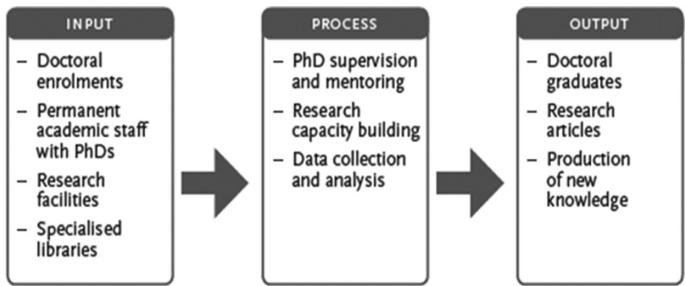 INPUT
– Doctoral
enrolments
– Permanent
academic staff
with PhDs
– Research
facilities
– Specialised
libraries
PROCESS
– PhD supervision
and mentoring
– Research
capacity building
– Data collection
and analysis
OUTPUT
– Doctoral
graduates
– Research
articles
– Production
of new
knowledge